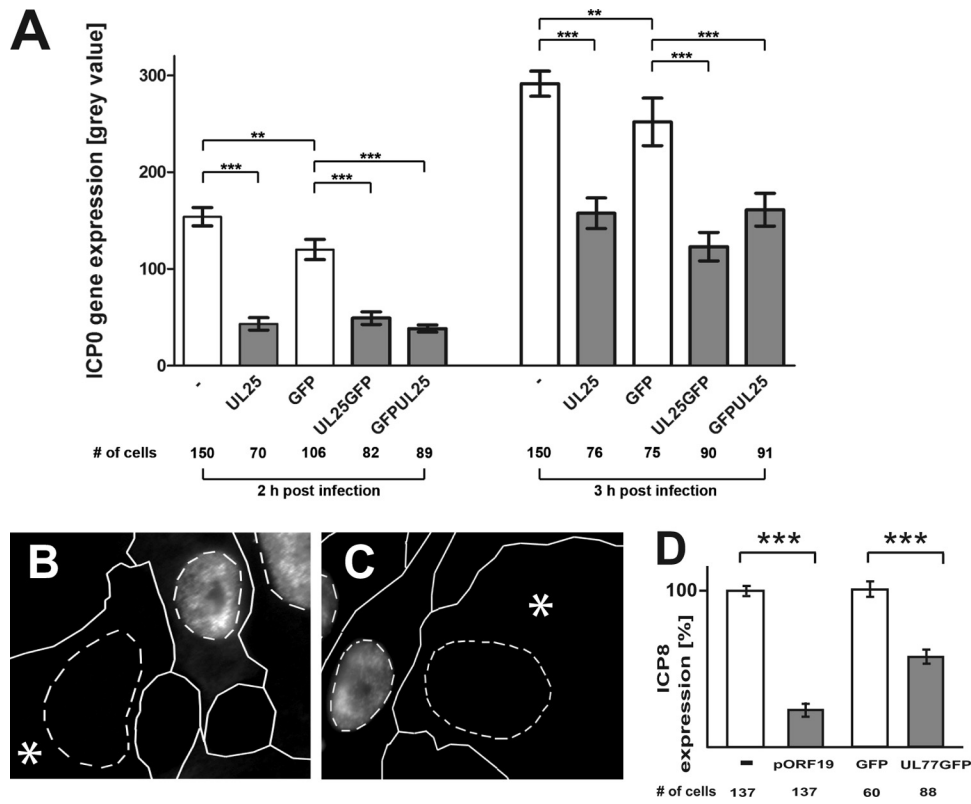 A
ICP0 gene expression [grey value]
300
200
100
0
** *** *** ***
** *** *** ***
- UL25 GFP UL25GFP GFPUL25
- UL25 GFP UL25GFP GFPUL25
# of cells 150 70 106 82 89 150 76 75 90 91
2 h post infection 3 h post infection
B
*
C
*
D
*** ***
100
ICP8
expression [%]
- pORF19 GFP UL77GFP
# of cells 137 137 60 88